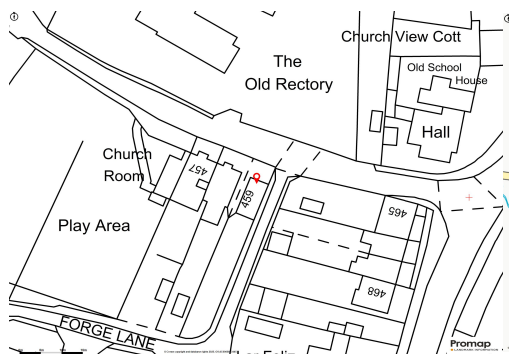 Church View Cott
The
Old Rectory
Old School
House
Hall
Church
Room
457
459
Play Area
465
468
FORGE LANE
Promap